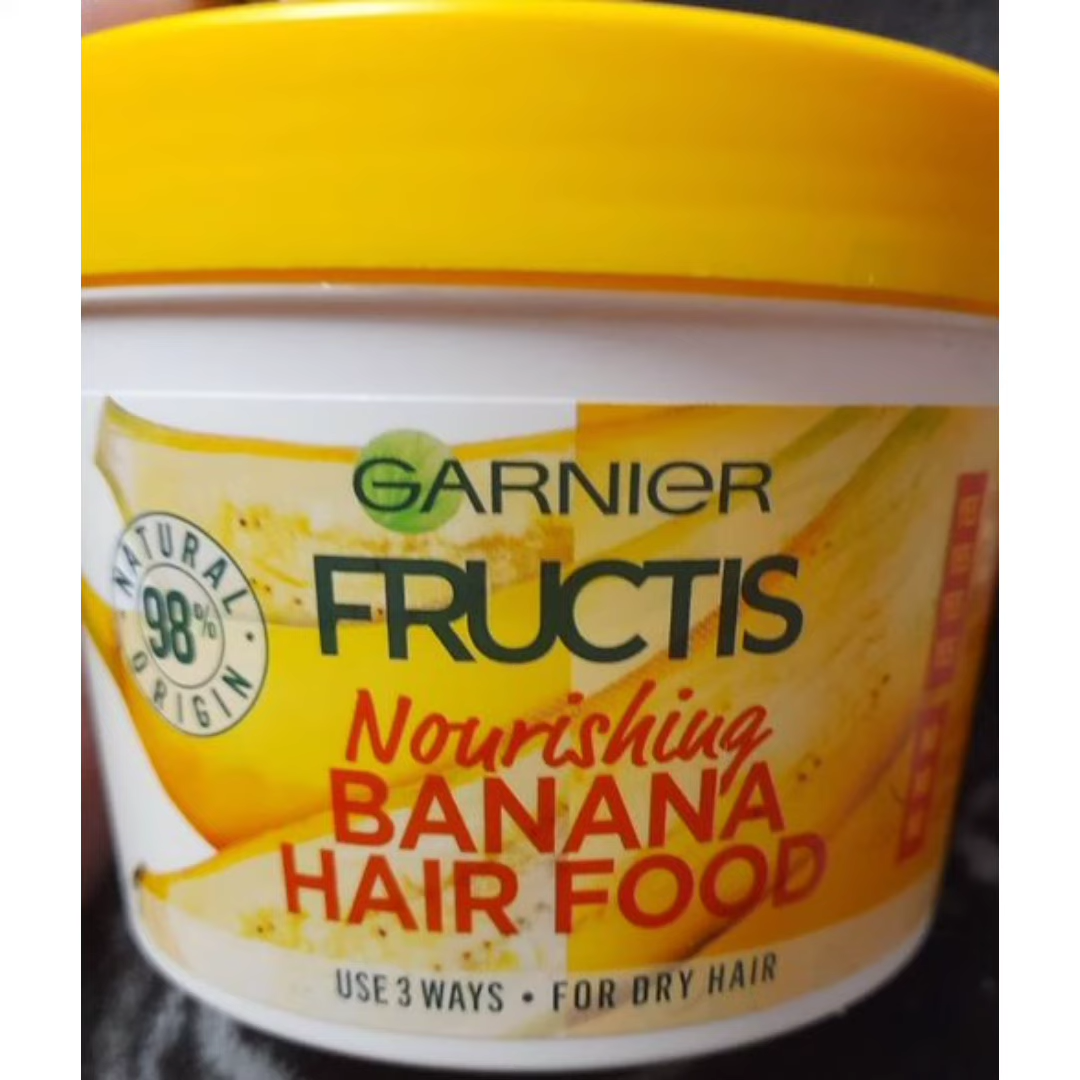 GARNIER
FRUCTIS
NATURAL
98%
ORIGIN
Nourishing
BANANA
HAIR FOOD
USE 3 WAYS • FOR DRY HAIR